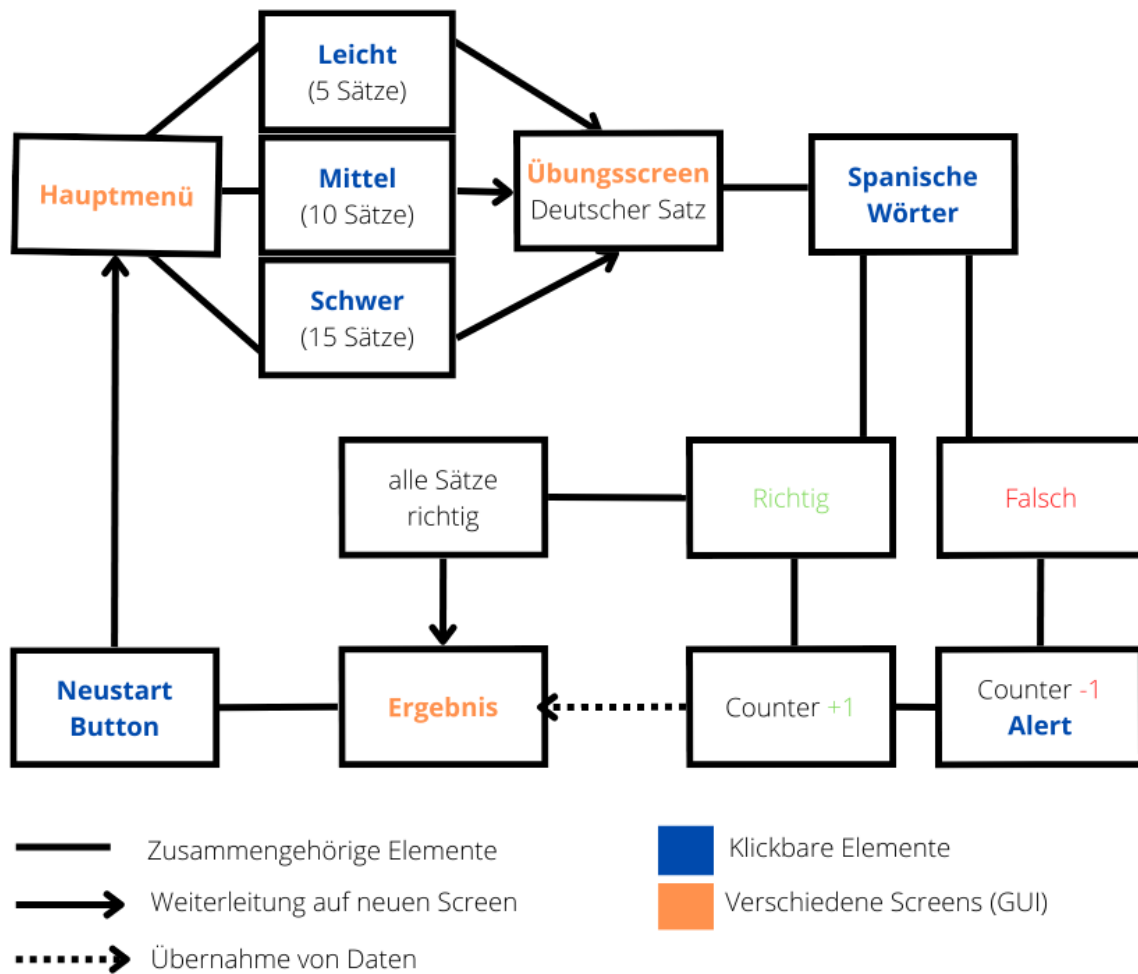 Leicht
(5 Sätze)
Hauptmenü
Mittel
(10 Sätze)
Übungsscreen
Deutscher Satz
Spanische
Wörter
Schwer
(15 Sätze)
alle Sätze
richtig
Richtig
Falsch
Neustart
Button
Ergebnis
Counter +1
Counter -1
Alert
Zusammengehörige Elemente
Weiterleitung auf neuen Screen
Übernahme von Daten
Klickbare Elemente
Verschiedene Screens (GUI)